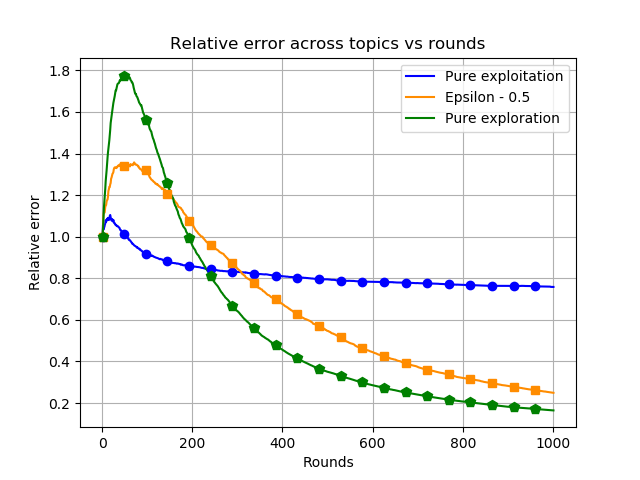 Relative error across topics vs rounds
Pure exploitation
Epsilon - 0.5
Pure exploration
Relative error
1.8
1.6
1.4
1.2
1.0
0.8
0.6
0.4
0.2
0
200
400
600
800
1000
Rounds